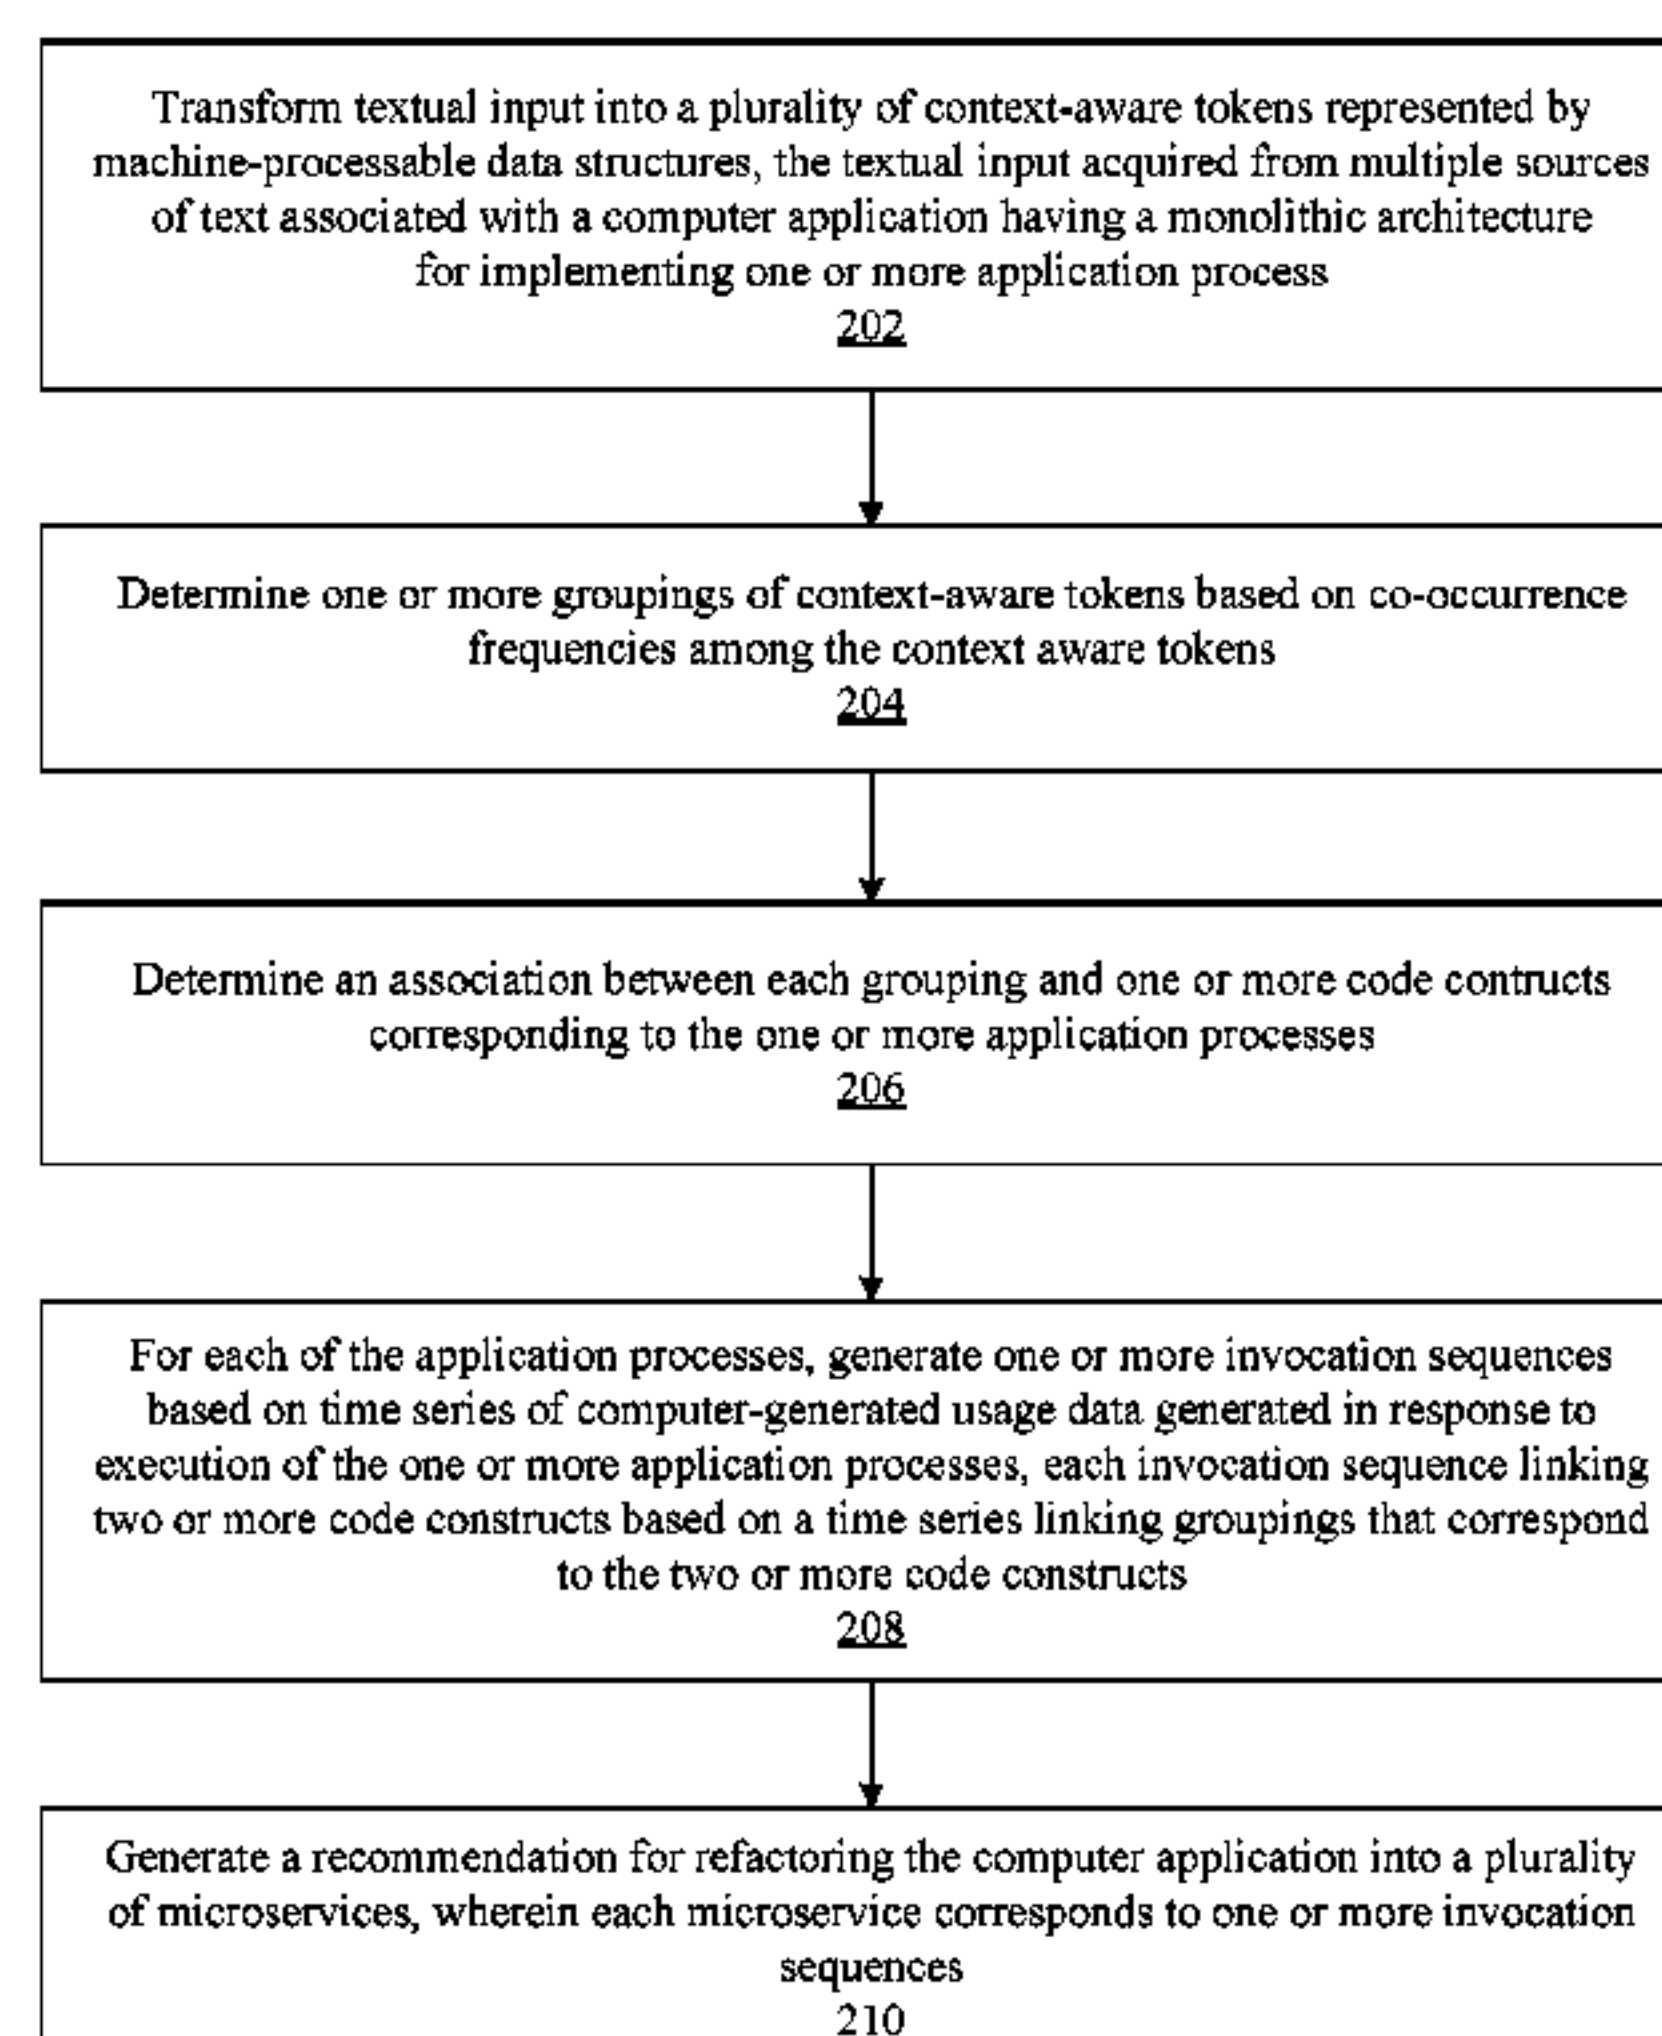 Transform textual input into a plurality of context-aware tokens represented by
machine-processable data structures, the textual input acquired from multiple sources
of text associated with a computer application having a monolithic architecture
for implementing one or more application process
202
Determine one or more groupings of context-aware tokens based on co-occurrence
frequencies among the context aware tokens
204
Determine an association between each grouping and one or more code contructs
corresponding to the one or more application processes
206
For each of the application processes, generate one or more invocation sequences
based on time series of computer-generated usage data generated in response to
execution of the one or more application processes, each invocation sequence linking
two or more code constructs based on a time series linking groupings that correspond
to the two or more code constructs
208
Generate a recommendation for refactoring the computer application into a plurality
of microservices, wherein each microservice corresponds to one or more invocation
sequences
210